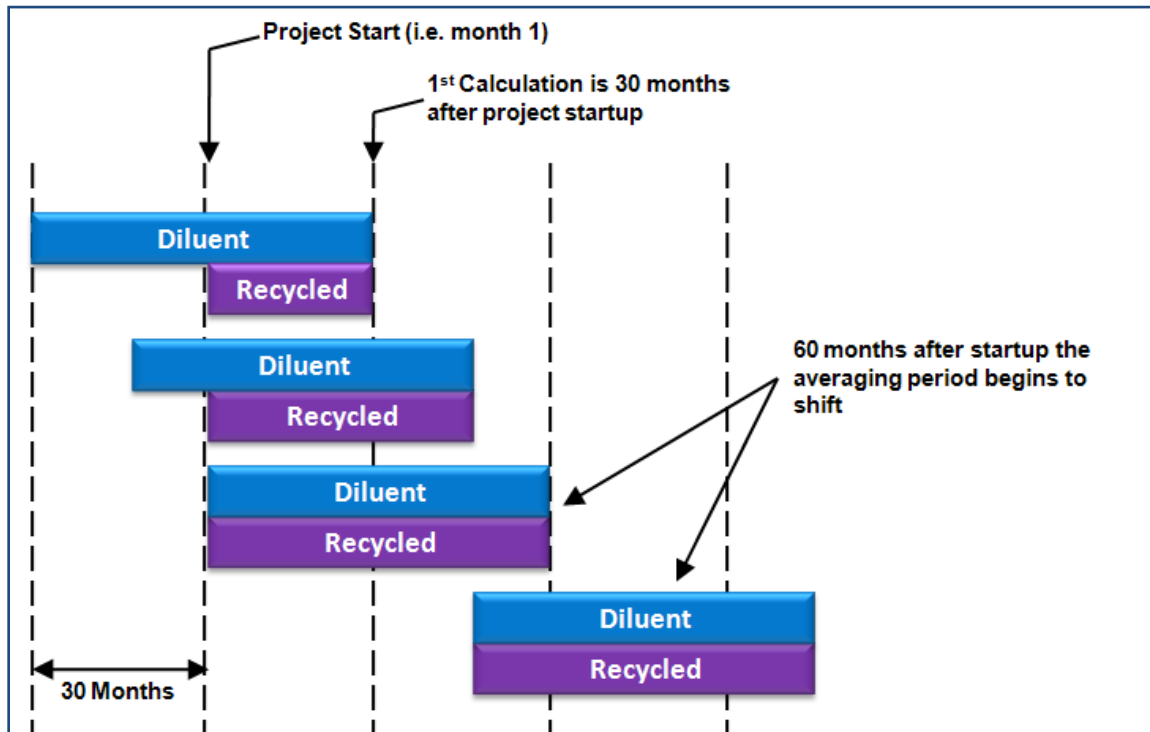 Project Start (i.e. month 1)
1st Calculation is 30 months
after project startup
Diluent
Recycled
Diluent
Recycled
60 months after startup the
averaging period begins to
shift
Diluent
Recycled
Diluent
Recycled
30 Months